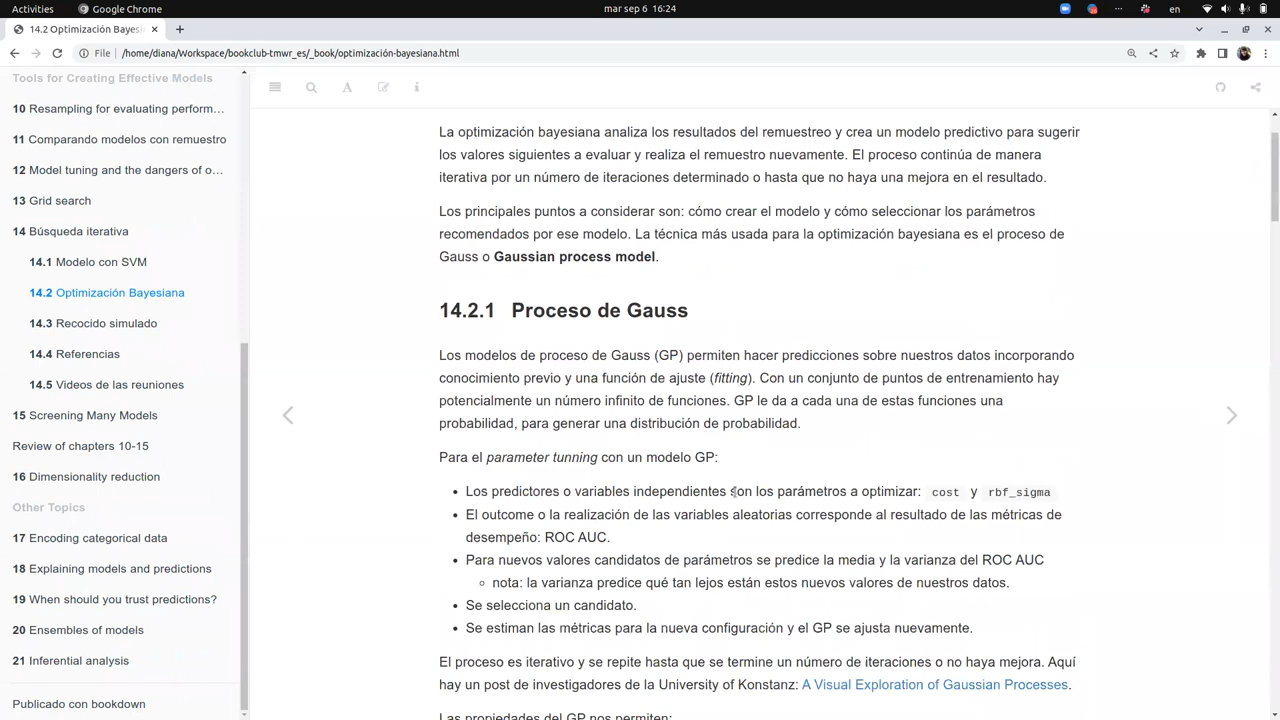 Activities
Google Chrome
mar sep 6 16:24
en
14.2 Optimización Bayesi
File
/home/diana/Workspace/bookclub-tmwr_es/_book/optimización-bayesiana.html
Tools for Creating Effective Models
10 Resampling for evaluating perform…
11 Comparando modelos con remuestro
12 Model tuning and the dangers of o…
13 Grid search
14 Búsqueda iterativa
14.1 Modelo con SVM
14.2 Optimización Bayesiana
14.3 Recocido simulado
14.4 Referencias
14.5 Videos de las reuniones
15 Screening Many Models
Review of chapters 10-15
16 Dimensionality reduction
Other Topics
17 Encoding categorical data
18 Explaining models and predictions
19 When should you trust predictions?
20 Ensembles of models
21 Inferential analysis
Publicado con bookdown
La optimización bayesiana analiza los resultados del remuestreo y crea un modelo predictivo para sugerir
los valores siguientes a evaluar y realiza el remuestro nuevamente. El proceso continúa de manera
iterativa por un número de iteraciones determinado o hasta que no haya una mejora en el resultado.
Los principales puntos a considerar son: cómo crear el modelo y cómo seleccionar los parámetros
recomendados por ese modelo. La técnica más usada para la optimización bayesiana es el proceso de
Gauss o Gaussian process model.
14.2.1 Proceso de Gauss
Los modelos de proceso de Gauss (GP) permiten hacer predicciones sobre nuestros datos incorporando
conocimiento previo y una función de ajuste (fitting). Con un conjunto de puntos de entrenamiento hay
potencialmente un número infinito de funciones. GP le da a cada una de estas funciones una
probabilidad, para generar una distribución de probabilidad.
Para el parameter tunning con un modelo GP:
• Los predictores o variables independientes son los parámetros a optimizar: cost y rbf_sigma
• El outcome o la realización de las variables aleatorias corresponde al resultado de las métricas de
desempeño: ROC AUC.
• Para nuevos valores candidatos de parámetros se predice la media y la varianza del ROC AUC
◦ nota: la varianza predice qué tan lejos están estos nuevos valores de nuestros datos.
• Se selecciona un candidato.
• Se estiman las métricas para la nueva configuración y el GP se ajusta nuevamente.
El proceso es iterativo y se repite hasta que se termine un número de iteraciones o no haya mejora. Aquí
hay un post de investigadores de la University of Konstanz: A Visual Exploration of Gaussian Processes.
Las propiedades del GP nos permiten: